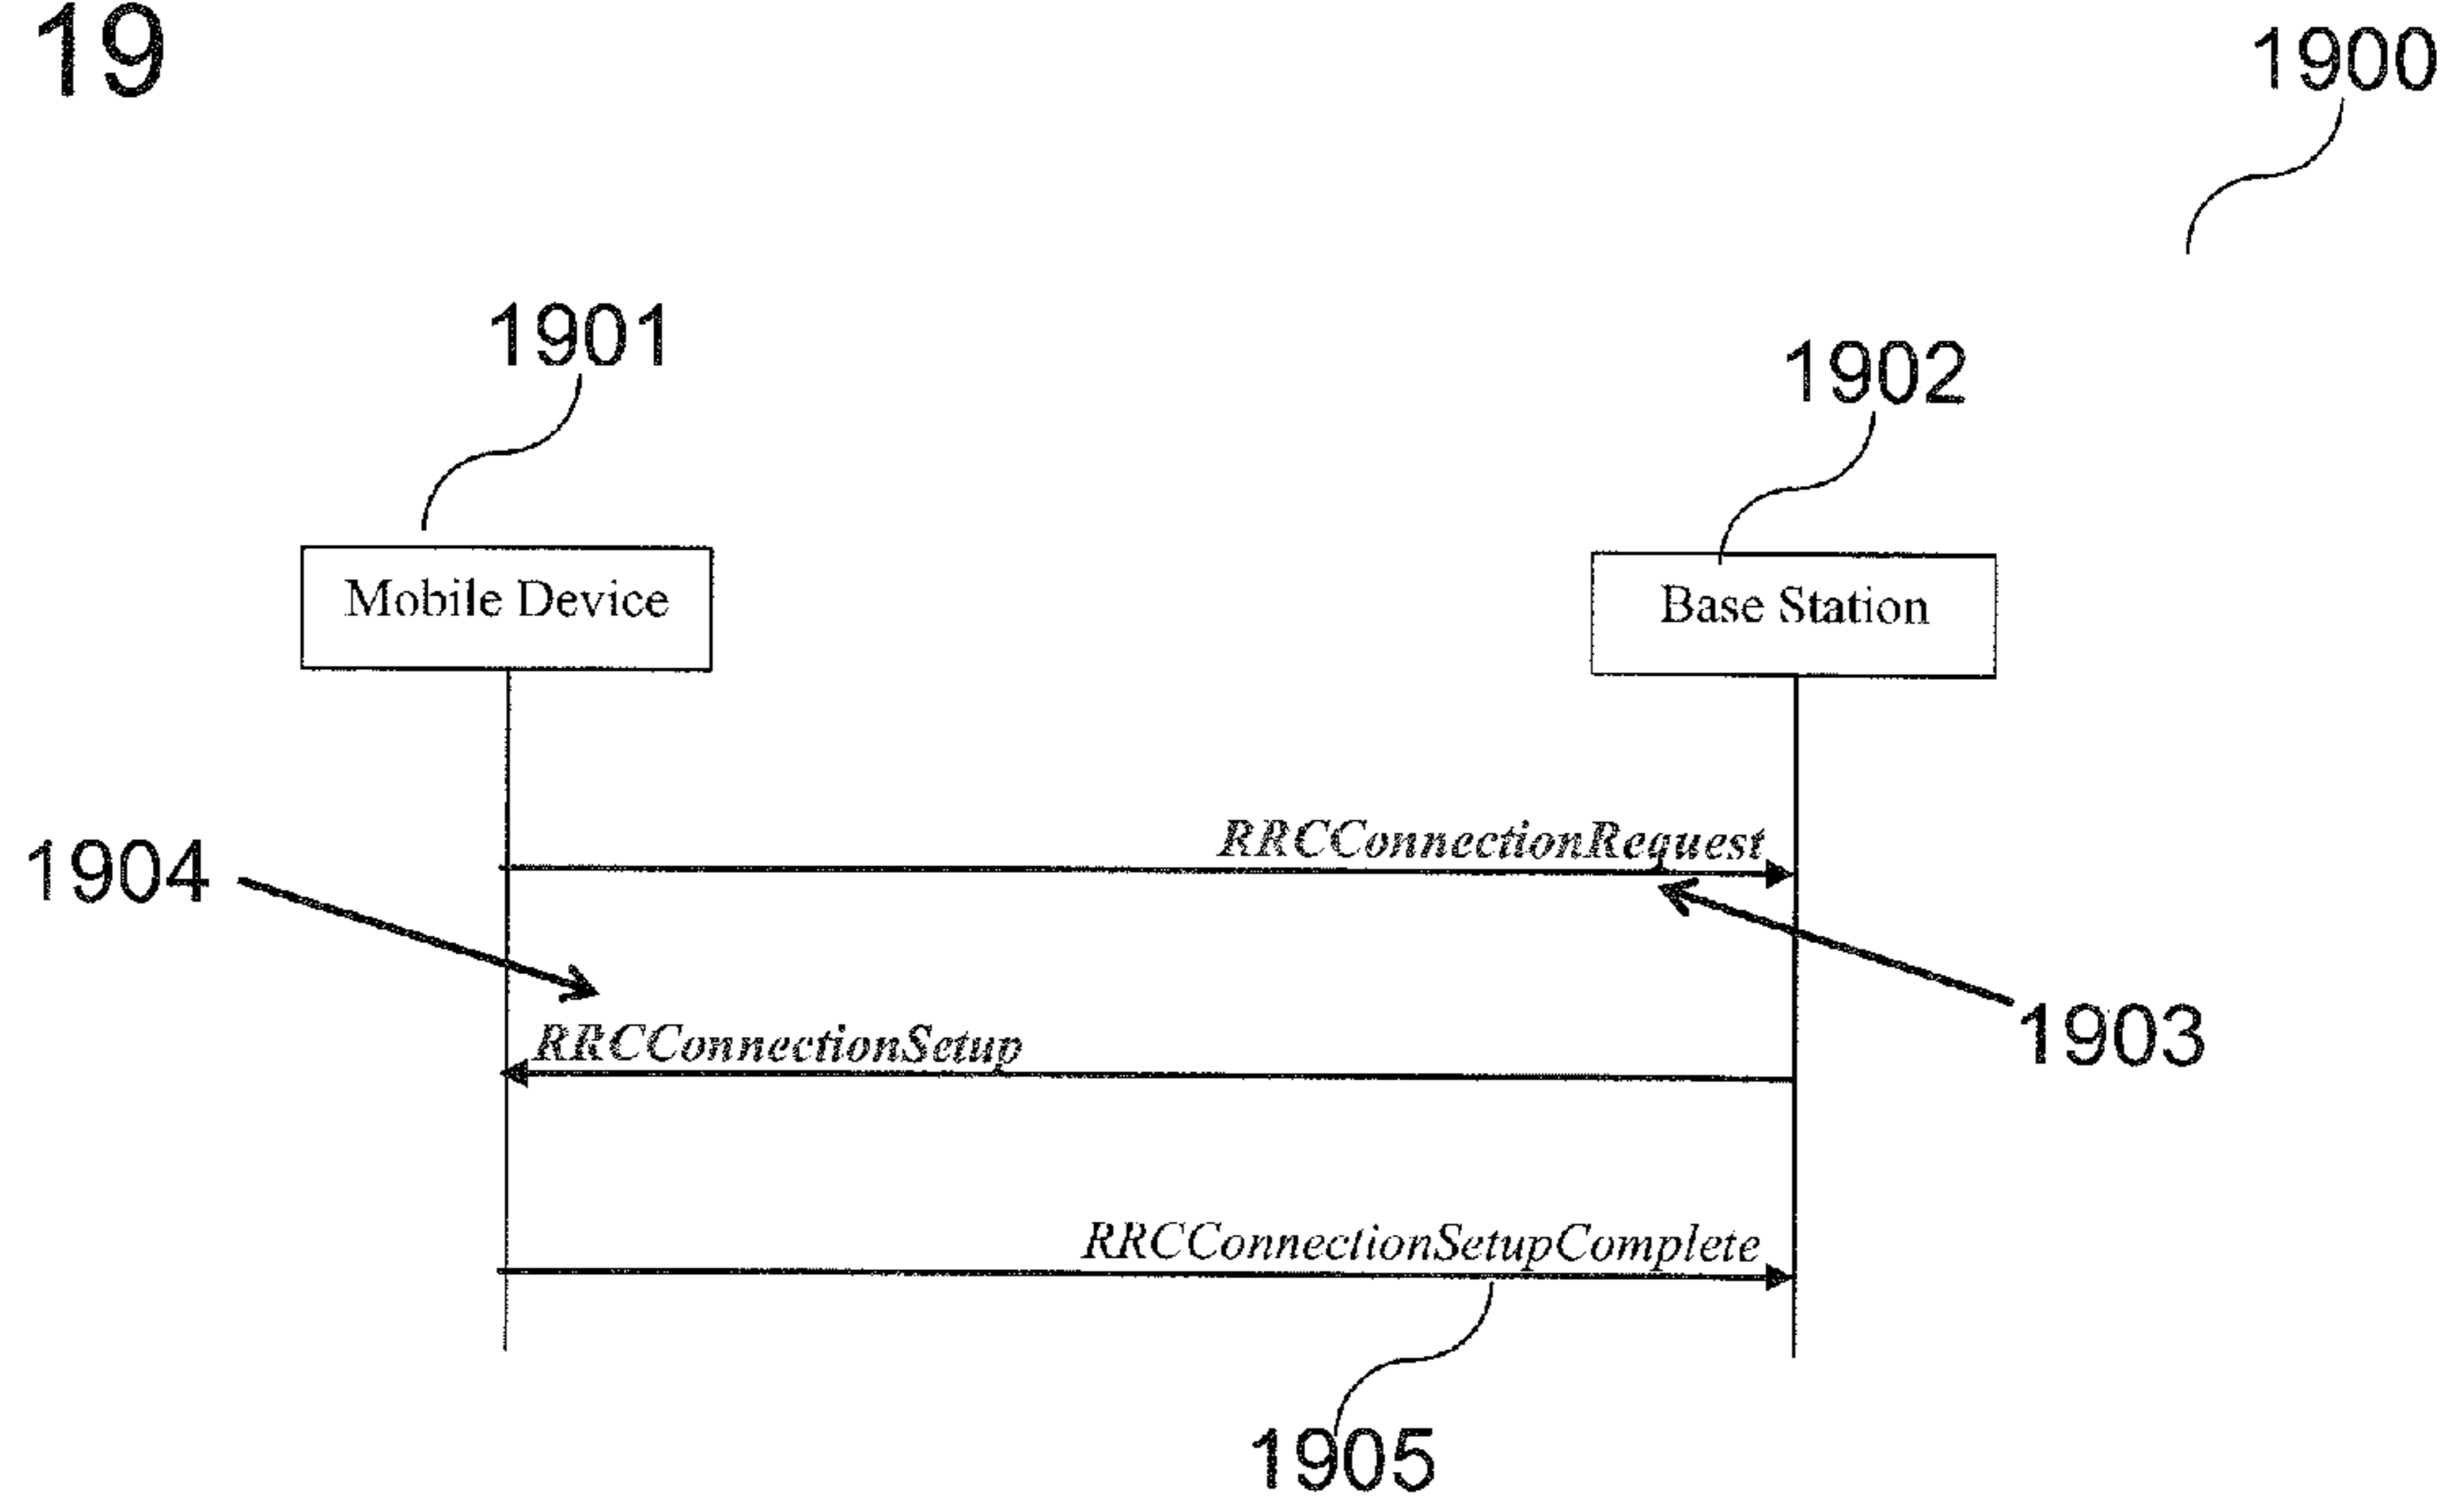 19
1900
1901
1902
Mobile Device
Base Station
RRCConnectionRequest
1904
1903
RRCConnectionSetup
RRCConnectionSetupComplete
1905